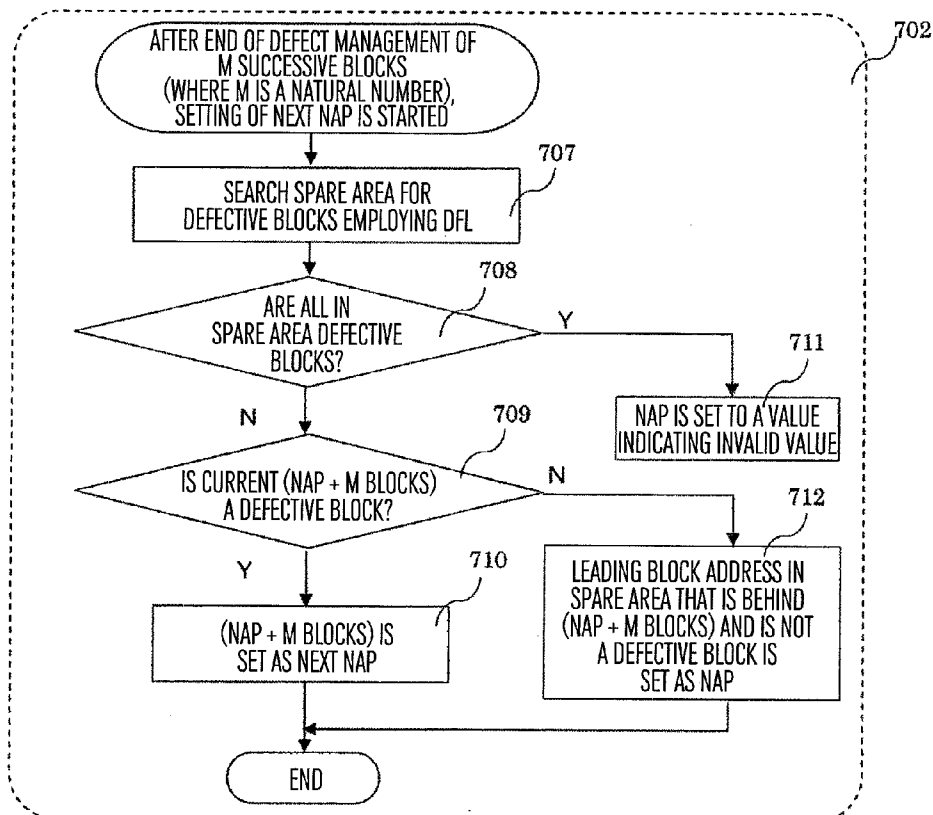 702
AFTER END OF DEFECT MANAGEMENT OF
M SUCCESSIVE BLOCKS
(WHERE M IS A NATURAL NUMBER),
SETTING OF NEXT NAP IS STARTED
707
SEARCH SPARE AREA FOR
DEFECTIVE BLOCKS EMPLOYING DFL
708
ARE ALL IN
SPARE AREA DEFECTIVE
BLOCKS?
Y
711
NAP IS SET TO A VALUE
INDICATING INVALID VALUE
N
709
IS CURRENT (NAP + M BLOCKS)
A DEFECTIVE BLOCK?
N
712
LEADING BLOCK ADDRESS IN
SPARE AREA THAT IS BEHIND
(NAP + M BLOCKS) AND IS NOT
A DEFECTIVE BLOCK IS
SET AS NAP
Y
710
(NAP + M BLOCKS) IS
SET AS NEXT NAP
END